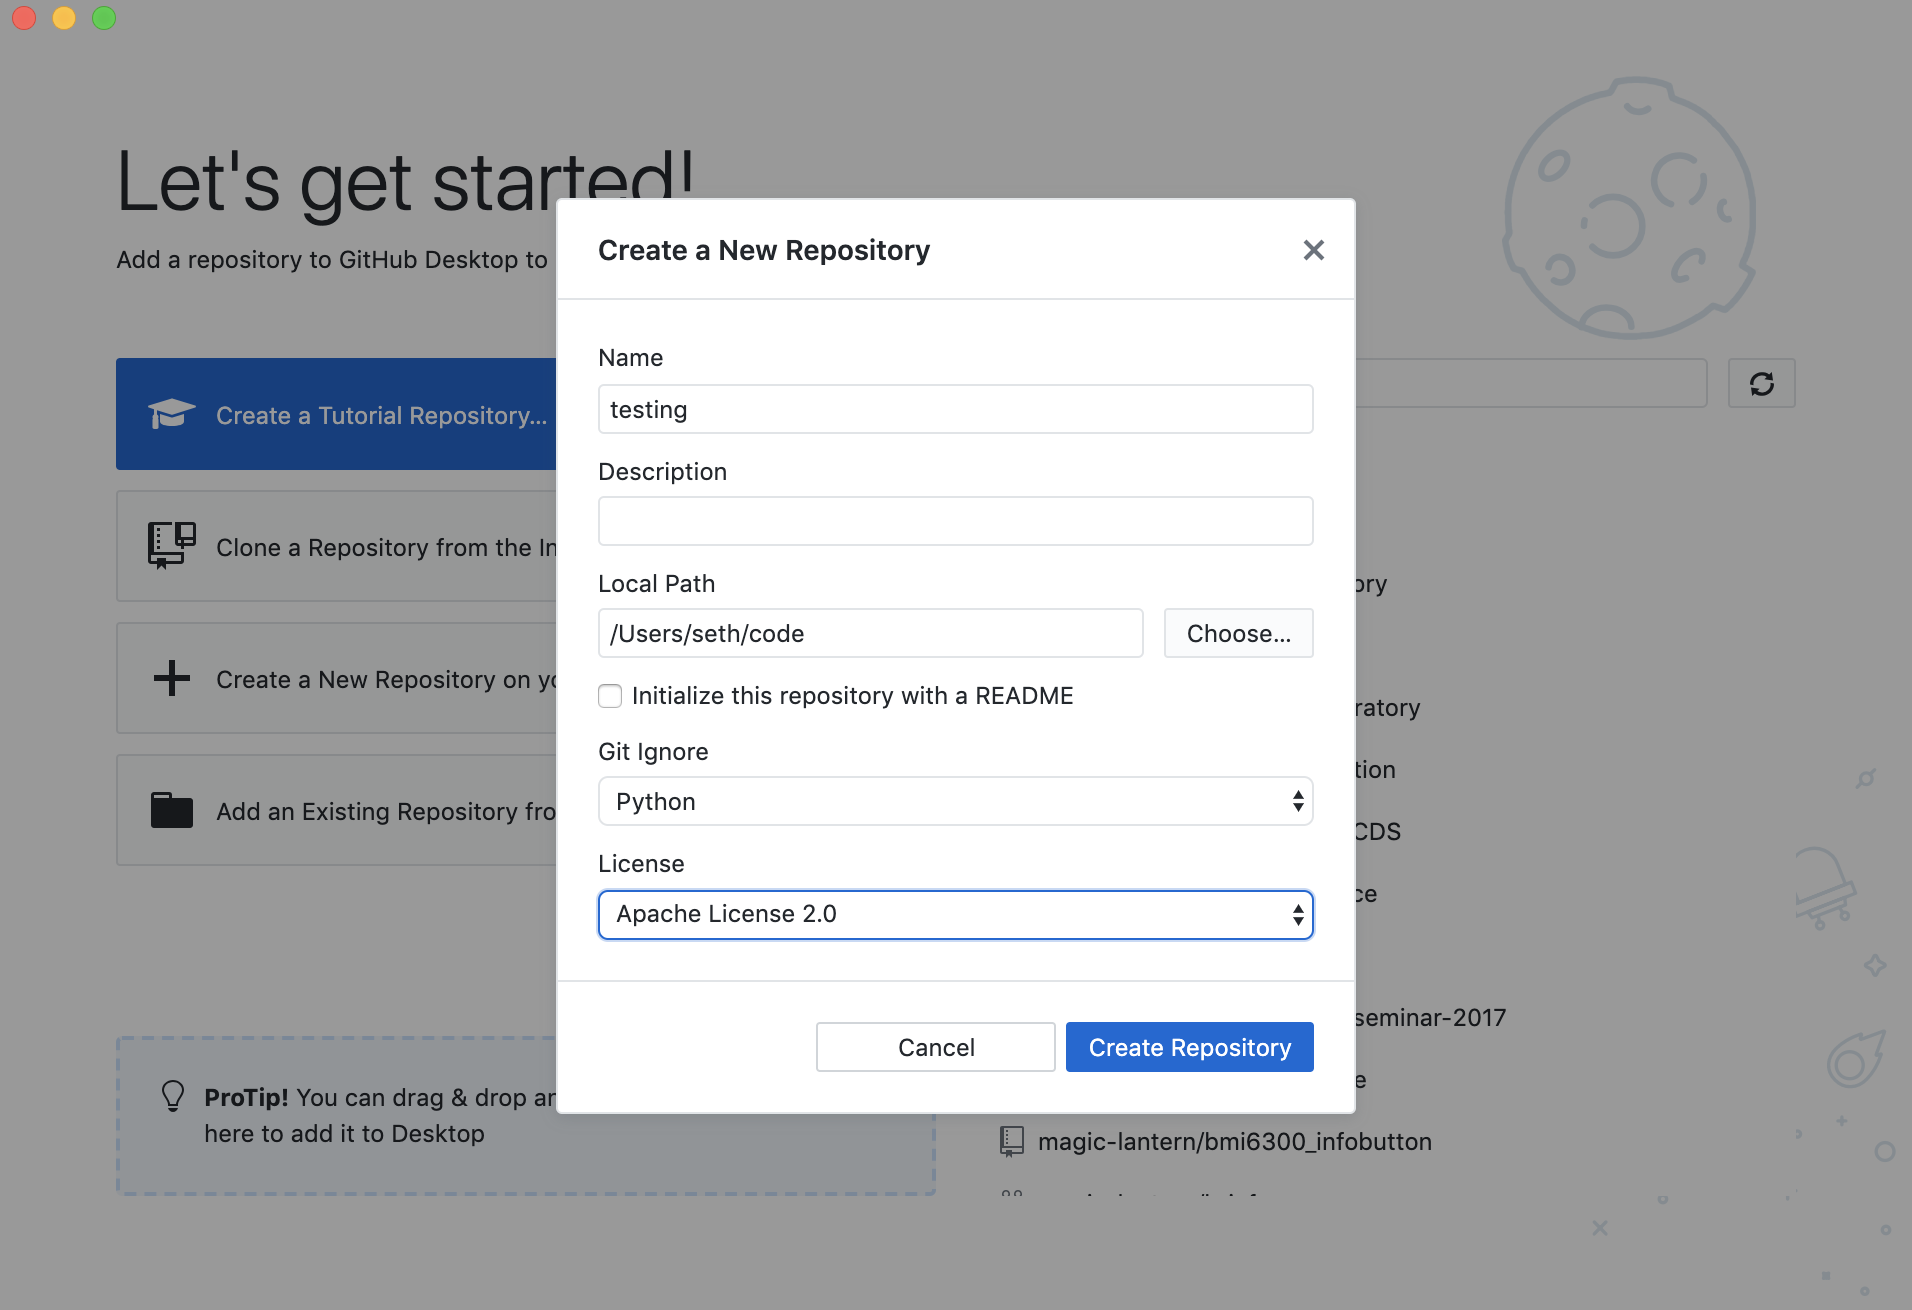 Let's get started!
Add a repository to GitHub Desktop to
Create a Tutorial Repository...
Clone a Repository from the In
Create a New Repository on yo
Add an Existing Repository fro
ProTip! You can drag & drop an
here to add it to Desktop
Create a New Repository
Name
testing
Description
Local Path
/Users/seth/code
Choose...
Initialize this repository with a README
Git Ignore
Python
License
Apache License 2.0
Cancel
Create Repository
ory
ratory
tion
CDS
ce
seminar-2017
e
magic-lantern/bmi6300_infobutton